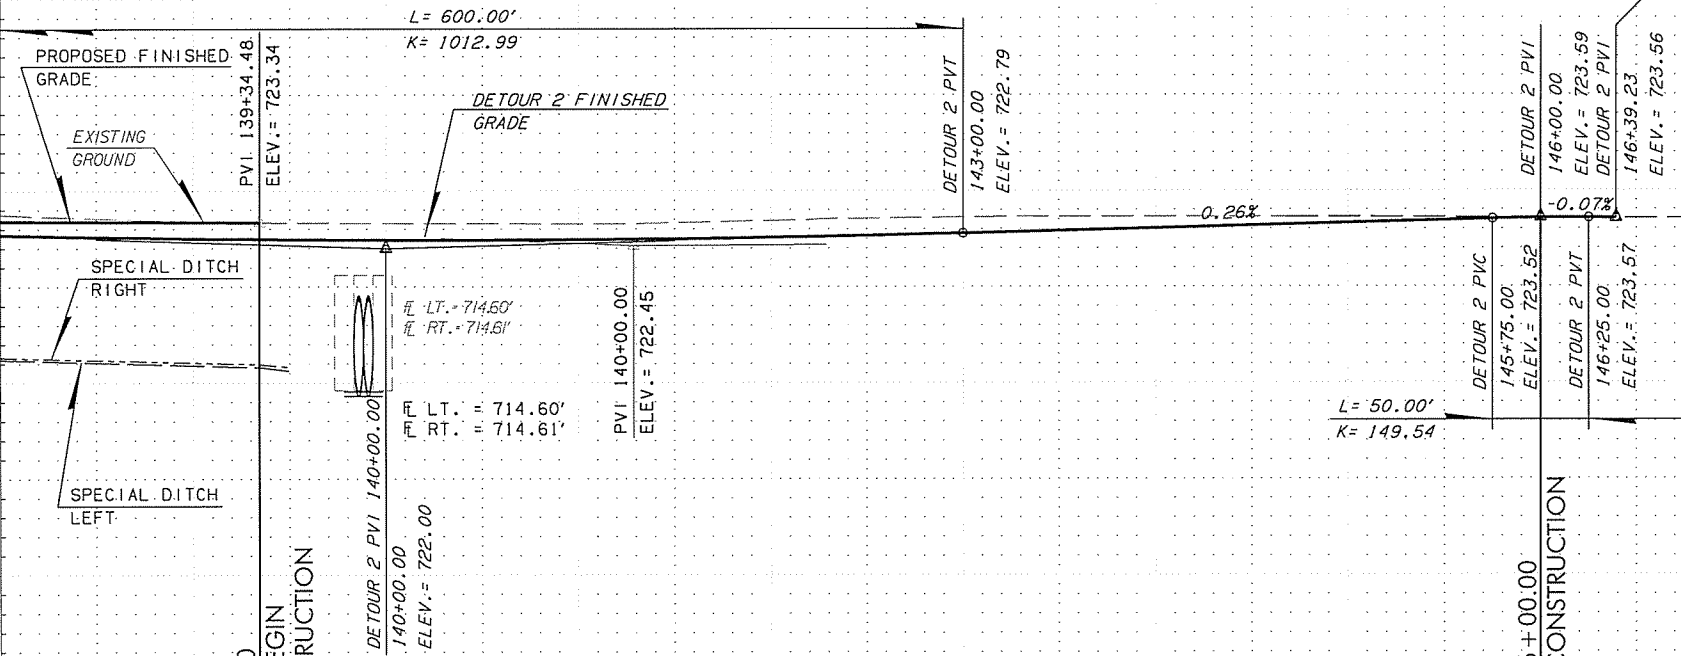 L= 600.00'
K= 1012.99
PROPOSED FINISHED
GRADE
EXISTING
GROUND
PVI 139+34.48
ELEV.= 723.34
DETOUR 2 FINISHED
GRADE
DETOUR 2 PVT
143+00.00
ELEV.= 722.79
DETOUR 2 PVI
146+00.00
ELEV.= 723.59
DETOUR 2 PVI
146+39.23
ELEV.= 723.56
0.26%
-0.07%
SPECIAL DITCH
RIGHT
SPECIAL DITCH
LEFT
FL LT.= 714.60'
FL RT.= 714.61'
FL LT. = 714.60'
FL RT. = 714.61'
PVI 140+00.00
ELEV.= 722.45
DETOUR 2 PVI 140+00.00
140+00.00
ELEV.= 722.00
DETOUR 2 PVC
145+75.00
ELEV.= 723.52
DETOUR 2 PVT
146+25.00
ELEV.= 723.57
L= 50.00'
K= 149.54
EGIN
RUCTION
+00.00
CONSTRUCTION